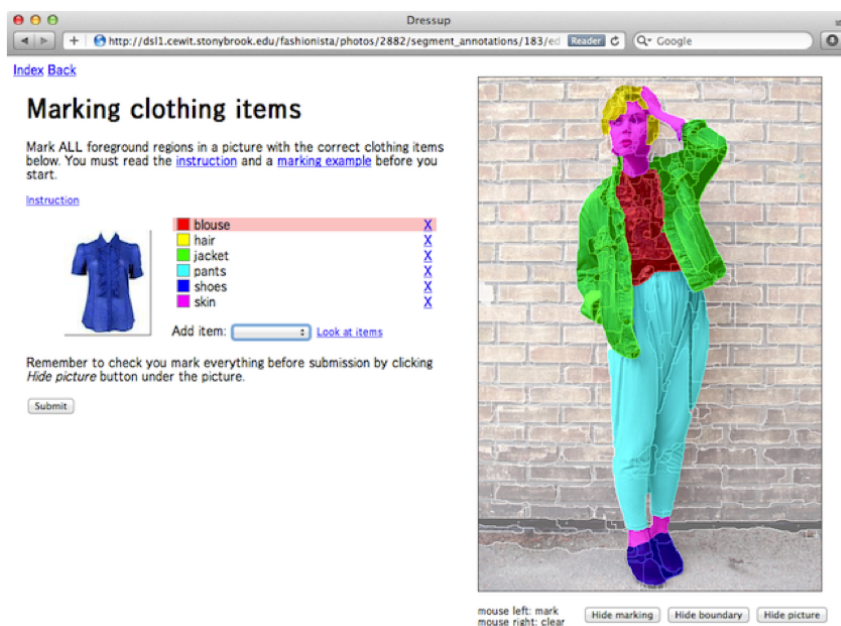 Dressup
http://dsl1.cewit.stonybrook.edu/fashionista/photos/2882/segment_annotations/183/ed Reader Google
Index Back
Marking clothing items
Mark ALL foreground regions in a picture with the correct clothing items
below. You must read the instruction and a marking example before you
start.
Instruction
blouse X
hair X
jacket X
pants X
shoes X
skin X
Add item: Look at items
Remember to check you mark everything before submission by clicking
Hide picture button under the picture.
Submit
mouse left: mark
mouse right: clear
Hide marking Hide boundary Hide picture